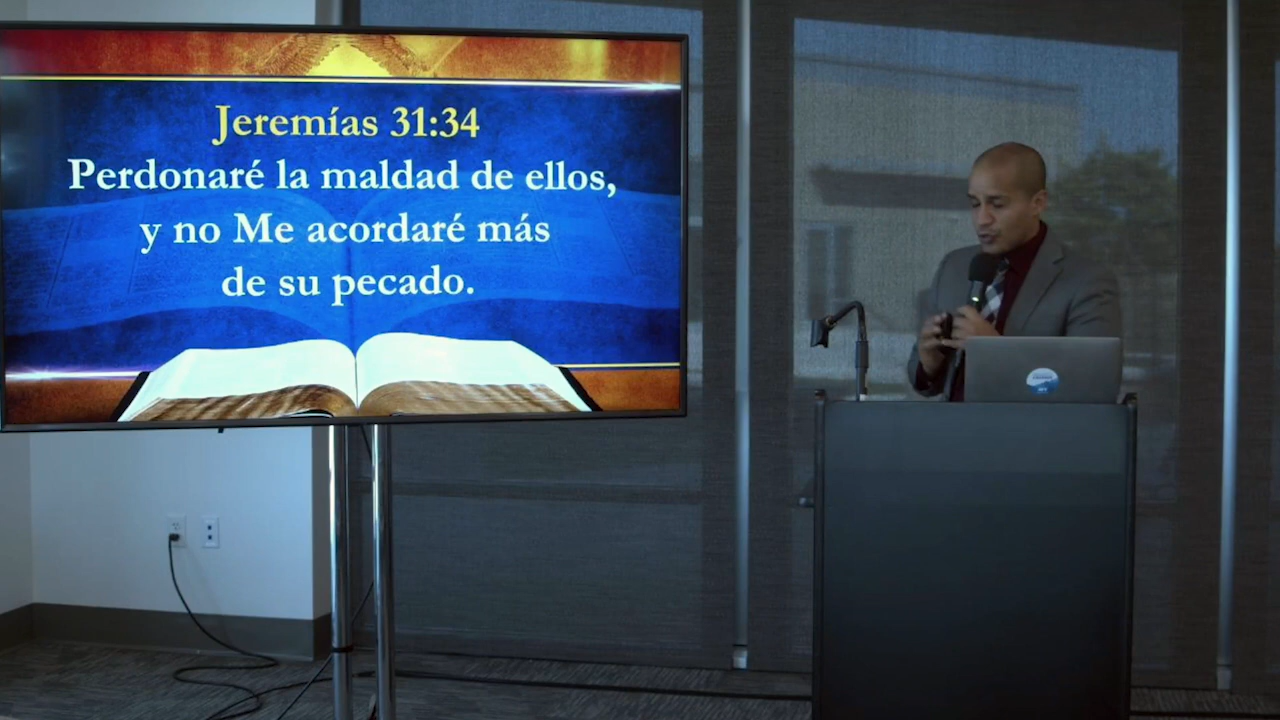 Jeremías 31:34
Perdonaré la maldad de ellos,
y no Me acordaré más
de su pecado.